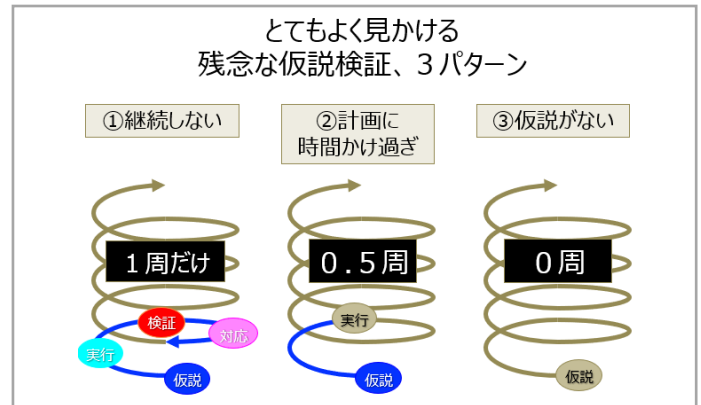 とてもよく見かける
残念な仮説検証、３パターン
①継続しない
②計画に
時間かけ過ぎ
③仮説がない
１周だけ
０.５周
０周
検証
対応
実行
仮説
実行
仮説
仮説